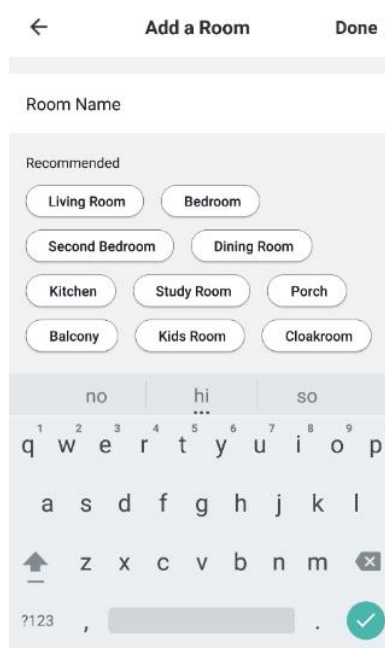 Add a Room Done
Room Name
Recommended
Living Room Bedroom
Second Bedroom Dining Room
Kitchen Study Room Porch
Balcony Kids Room Cloakroom
no hi so
1 2 3 4 5 6 7 8 9
q w e r t y u i o p
a s d f g h j k l
z x c v b n m
?123 , .